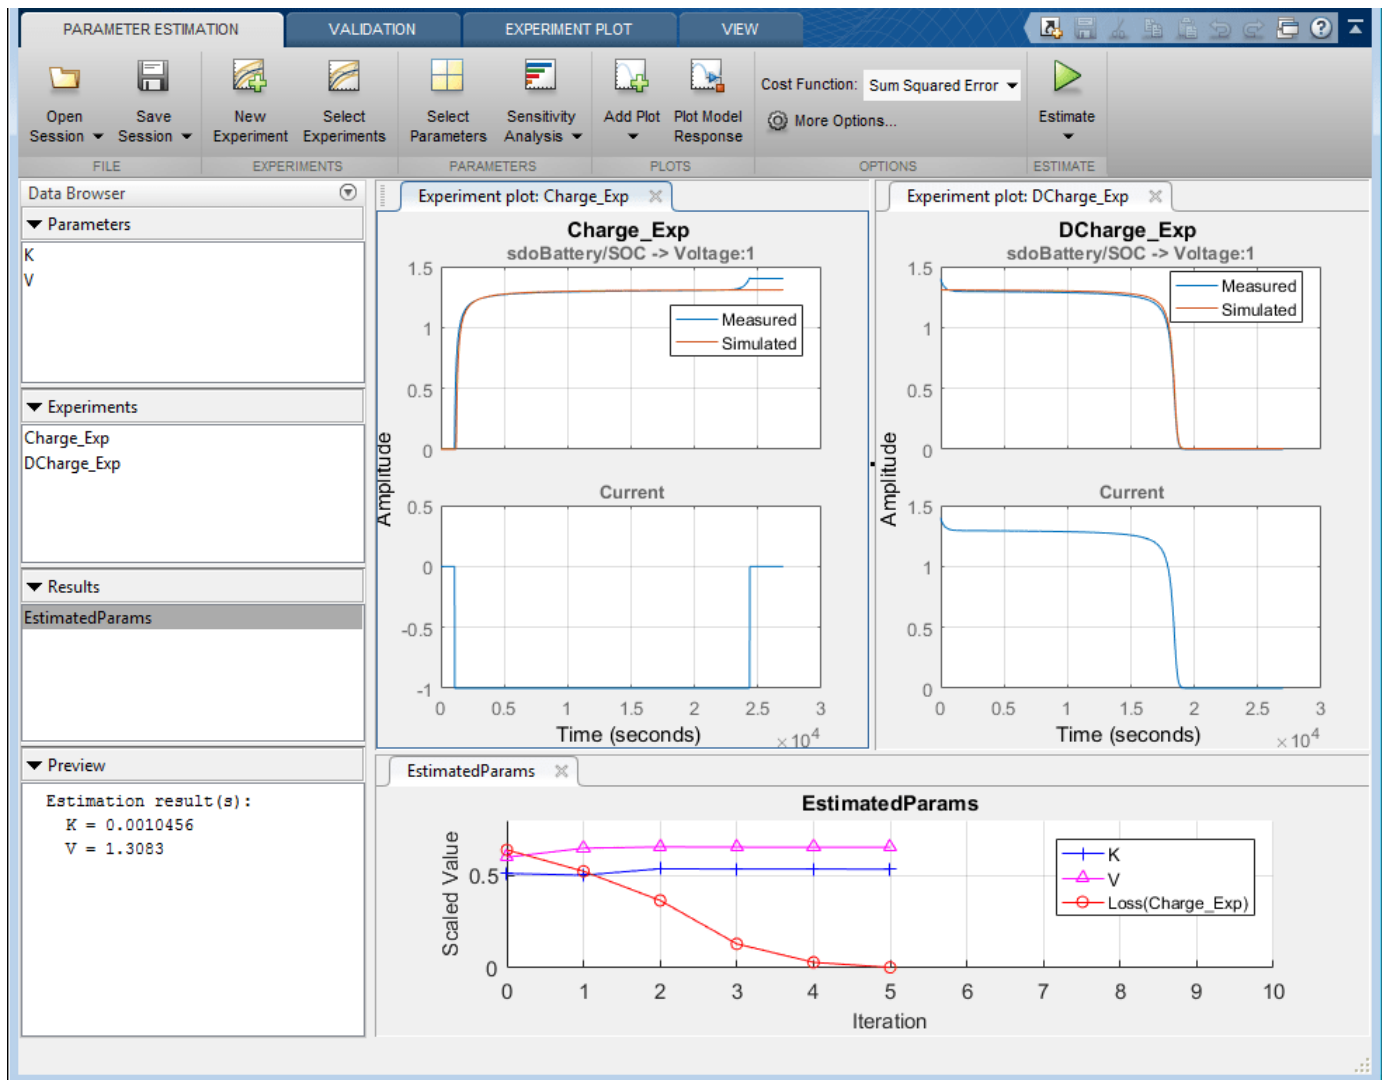 PARAMETER ESTIMATION
VALIDATION
EXPERIMENT PLOT
VIEW
Open Session
Save Session
New Experiment
Select Experiments
Select Parameters
Sensitivity Analysis
Add Plot
Plot Model Response
Cost Function: Sum Squared Error
More Options...
Estimate
FILE
EXPERIMENTS
PARAMETERS
PLOTS
OPTIONS
ESTIMATE
Data Browser
Parameters
K
V
Experiments
Charge_Exp
DCharge_Exp
Results
EstimatedParams
Preview
Estimation result(s):
K = 0.0010456
V = 1.3083
Experiment plot: Charge_Exp
Charge_Exp
sdoBattery/SOC -> Voltage:1
1.5
1
0.5
0
Measured
Simulated
Amplitude
Current
0.5
0
-0.5
-1
0 0.5 1 1.5 2 2.5 3
Time (seconds)
×10^4
Experiment plot: DCharge_Exp
DCharge_Exp
sdoBattery/SOC -> Voltage:1
1.5
1
0.5
0
Measured
Simulated
Amplitude
Current
1.5
1
0.5
0
0 0.5 1 1.5 2 2.5 3
Time (seconds)
×10^4
EstimatedParams
EstimatedParams
Scaled Value
0.5
0
K
V
Loss(Charge_Exp)
0 1 2 3 4 5 6 7 8 9 10
Iteration